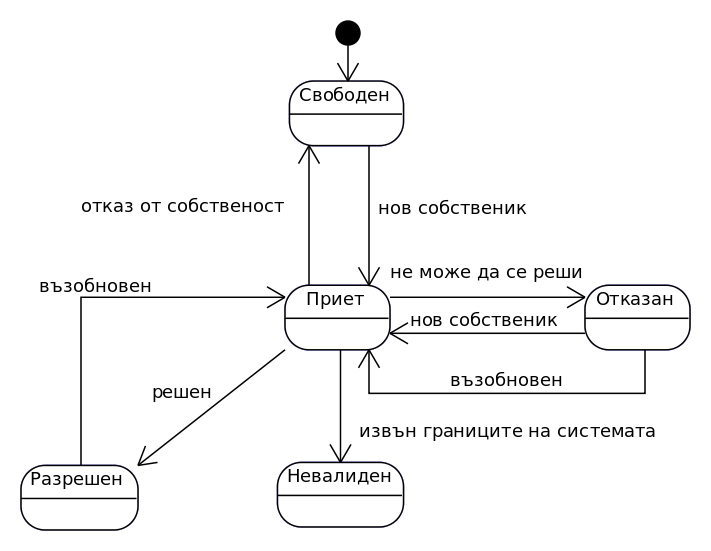 Свободен
отказ от собственост
нов собственик
не може да се реши
възобновен
Приет
Отказан
нов собственик
възобновен
решен
извън границите на системата
Разрешен
Невалиден